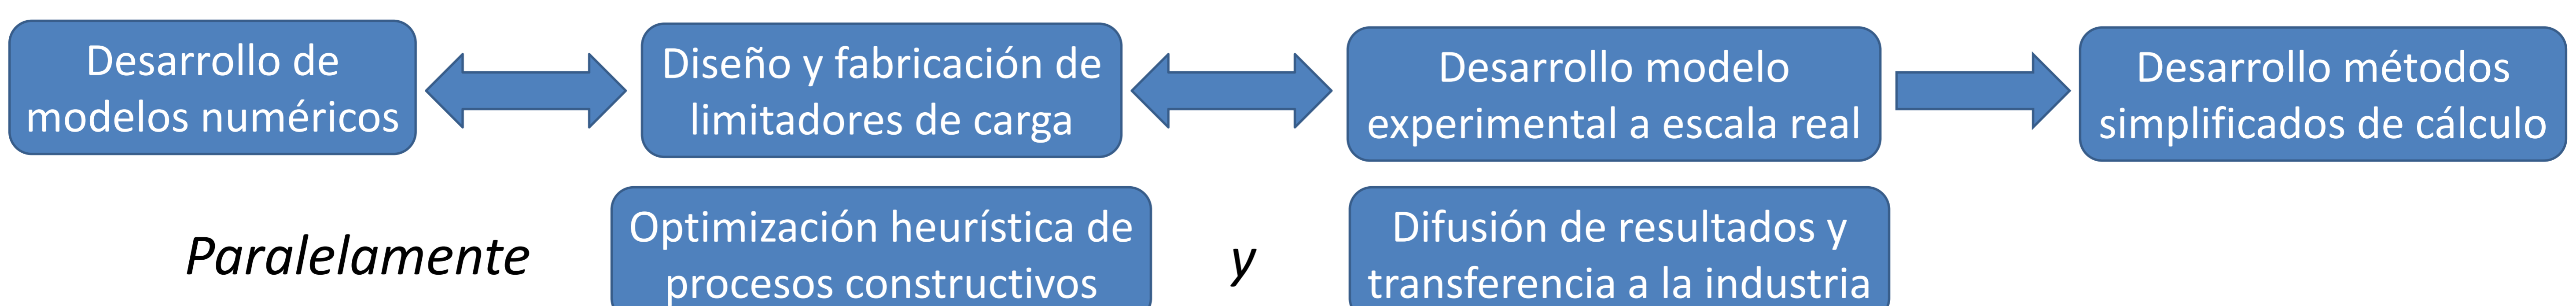 Desarrollo de
modelos numéricos
Diseño y fabricación de
limitadores de carga
Desarrollo modelo
experimental a escala real
Desarrollo métodos
simplificados de cálculo
Paralelamente
Optimización heurística de
procesos constructivos
y
Difusión de resultados y
transferencia a la industria